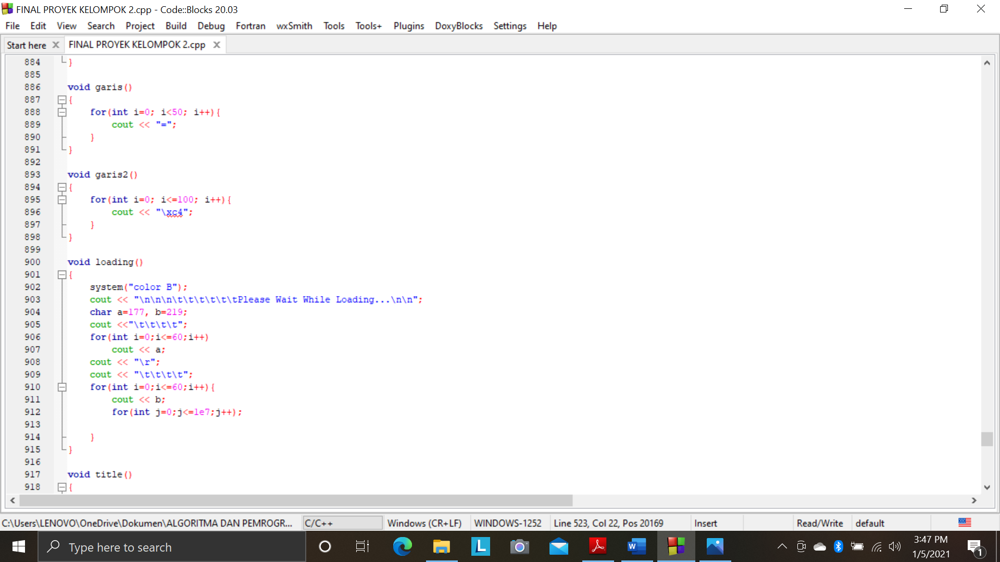 FINAL PROYEK KELOMPOK 2.cpp - Code::Blocks 20.03
File Edit View Search Project Build Debug Fortran wxSmith Tools Tools+ Plugins DoxyBlocks Settings Help
Start here FINAL PROYEK KELOMPOK 2.cpp
884 }
885
886 void garis()
887 {
888 for(int i=0; i<50; i++){
889 cout << "=";
890 }
891 }
892
893 void garis2()
894 {
895 for(int i=0; i<=100; i++){
896 cout << "\xc4";
897 }
898 }
899
900 void loading()
901 {
902 system("color B");
903 cout << "\n\n\n\t\t\t\t\t\tPlease Wait While Loading...\n\n";
904 char a=177, b=219;
905 cout <<"\t\t\t\t";
906 for(int i=0;i<=60;i++)
907 cout << a;
908 cout << "\r";
909 cout << "\t\t\t\t";
910 for(int i=0;i<=60;i++){
911 cout << b;
912 for(int j=0;j<=1e7;j++);
913
914 }
915 }
916
917 void title()
918 {
C:\Users\LENOVO\OneDrive\Dokumen\ALGORITMA DAN PEMROGR... C/C++ Windows (CR+LF) WINDOWS-1252 Line 523, Col 22, Pos 20169 Insert Read/Write default
Type here to search
3:47 PM
1/5/2021
1